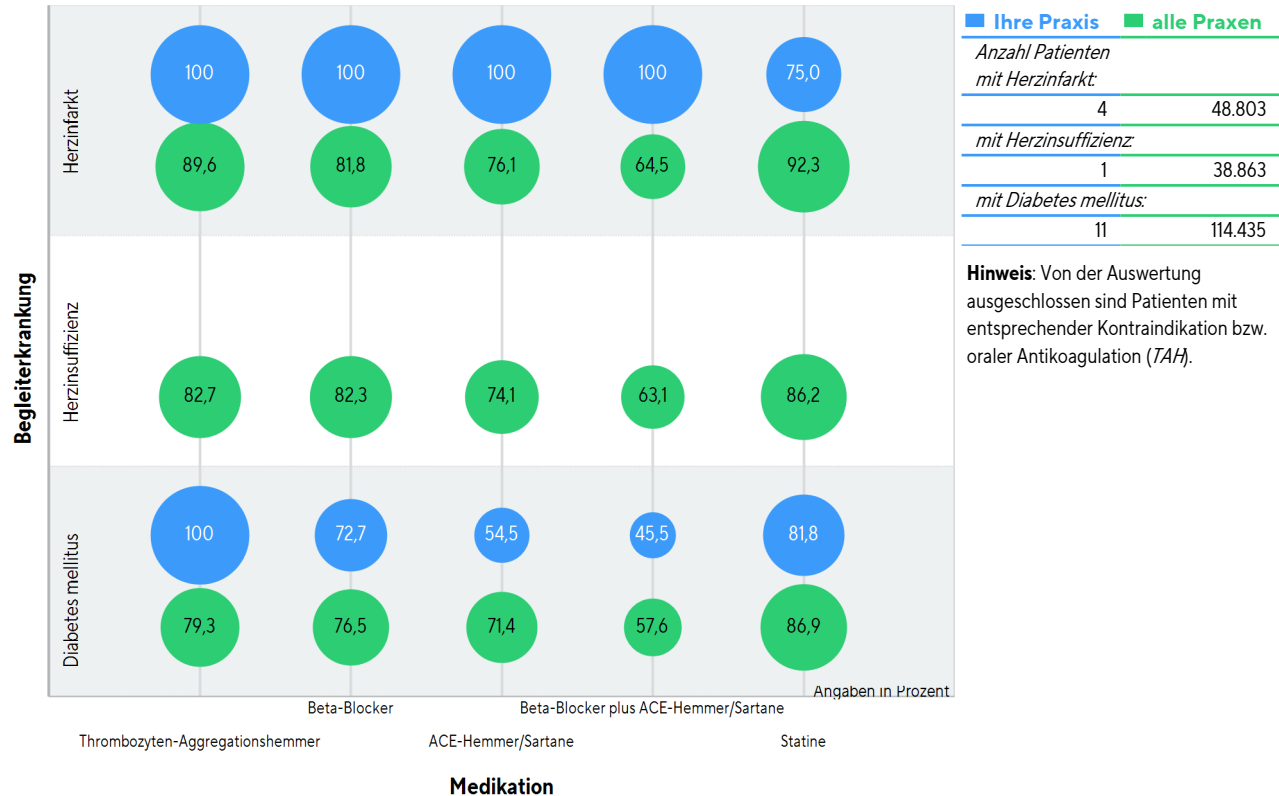 Begleiterkrankung
Herzinfarkt
100 100 100 100 75,0
89,6 81,8 76,1 64,5 92,3
Herzinsuffizienz
82,7 82,3 74,1 63,1 86,2
Diabetes mellitus
100 72,7 54,5 45,5 81,8
79,3 76,5 71,4 57,6 86,9
Angaben in Prozent
Beta-Blocker Beta-Blocker plus ACE-Hemmer/Sartane
Thrombozyten-Aggregationshemmer ACE-Hemmer/Sartane Statine
Medikation
Ihre Praxis alle Praxen
Anzahl Patienten
mit Herzinfarkt:
4 48.803
mit Herzinsuffizienz:
1 38.863
mit Diabetes mellitus:
11 114.435
Hinweis: Von der Auswertung
ausgeschlossen sind Patienten mit
entsprechender Kontraindikation bzw.
oraler Antikoagulation (TAH).